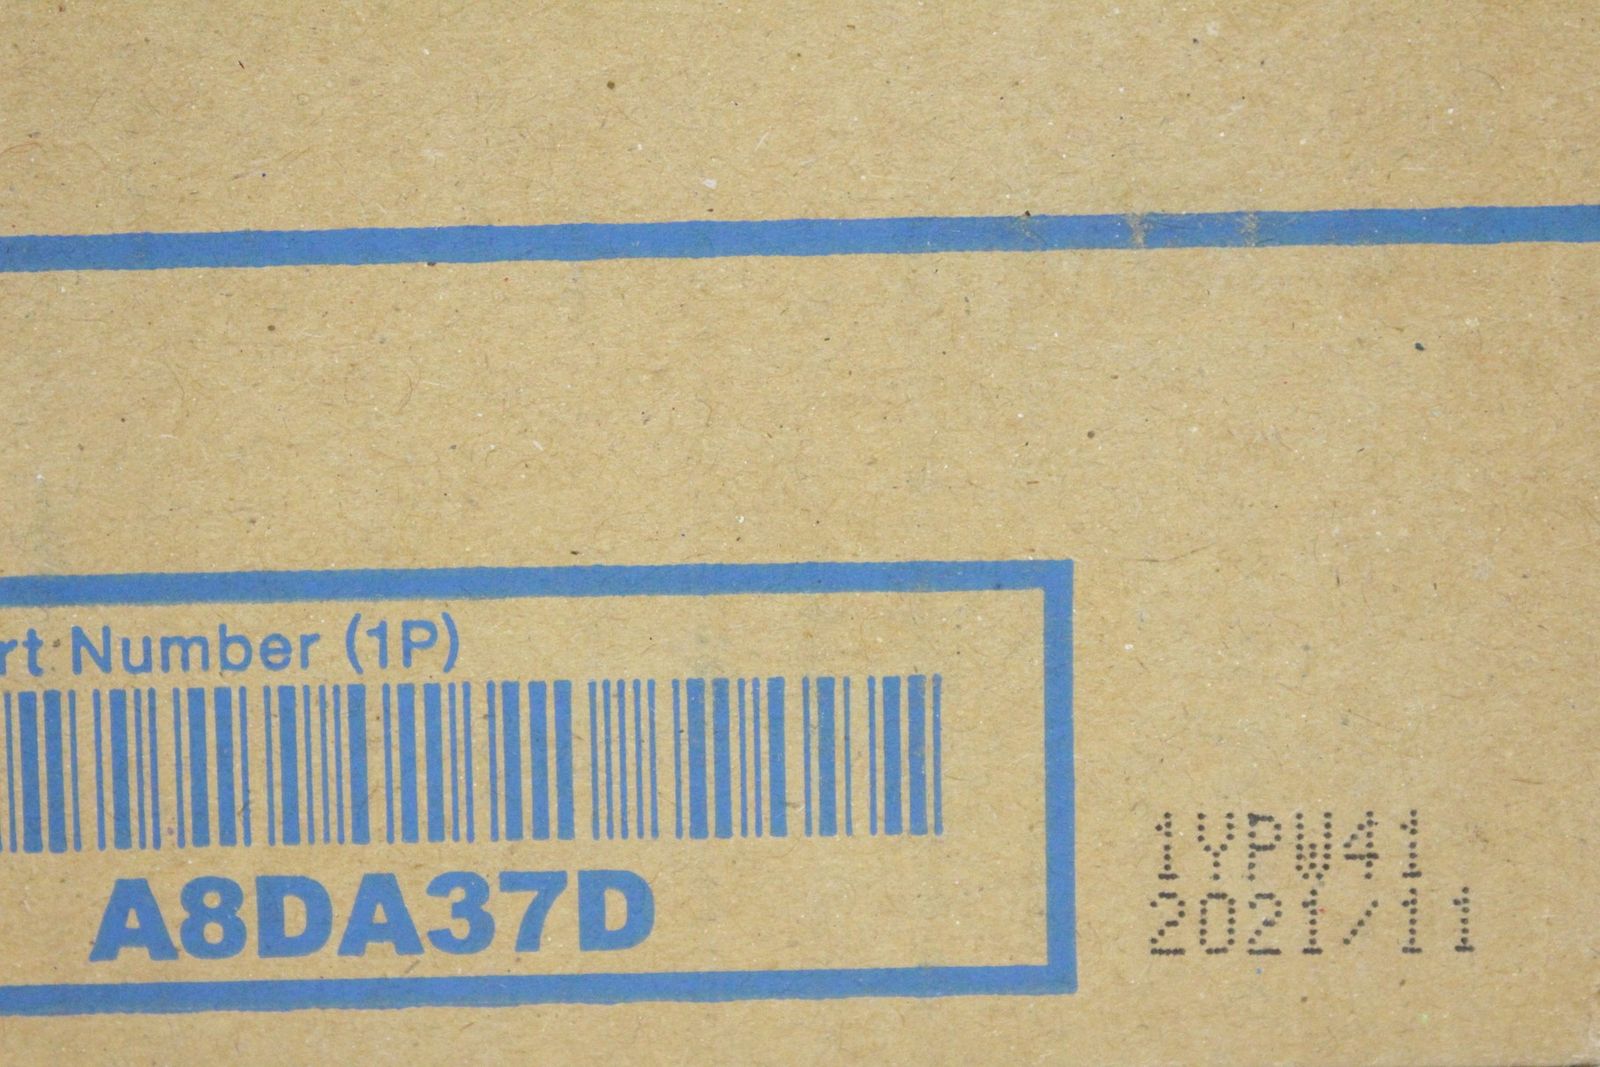 rt Number (1P)
A8DA37D
1YPW41
2021/11